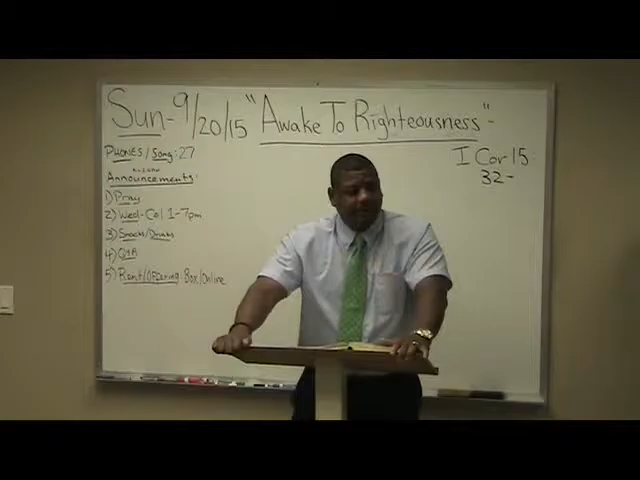 Sun-9/20/15 "Awake To Righteousness"-
Phones/Song:27
I Cor 15
32-
Announcements:
1) Pray
2) Wed-Col 1-7pm
3) Snacks/Drinks
4) Q&A
5) Rent/Offering:Box/Online